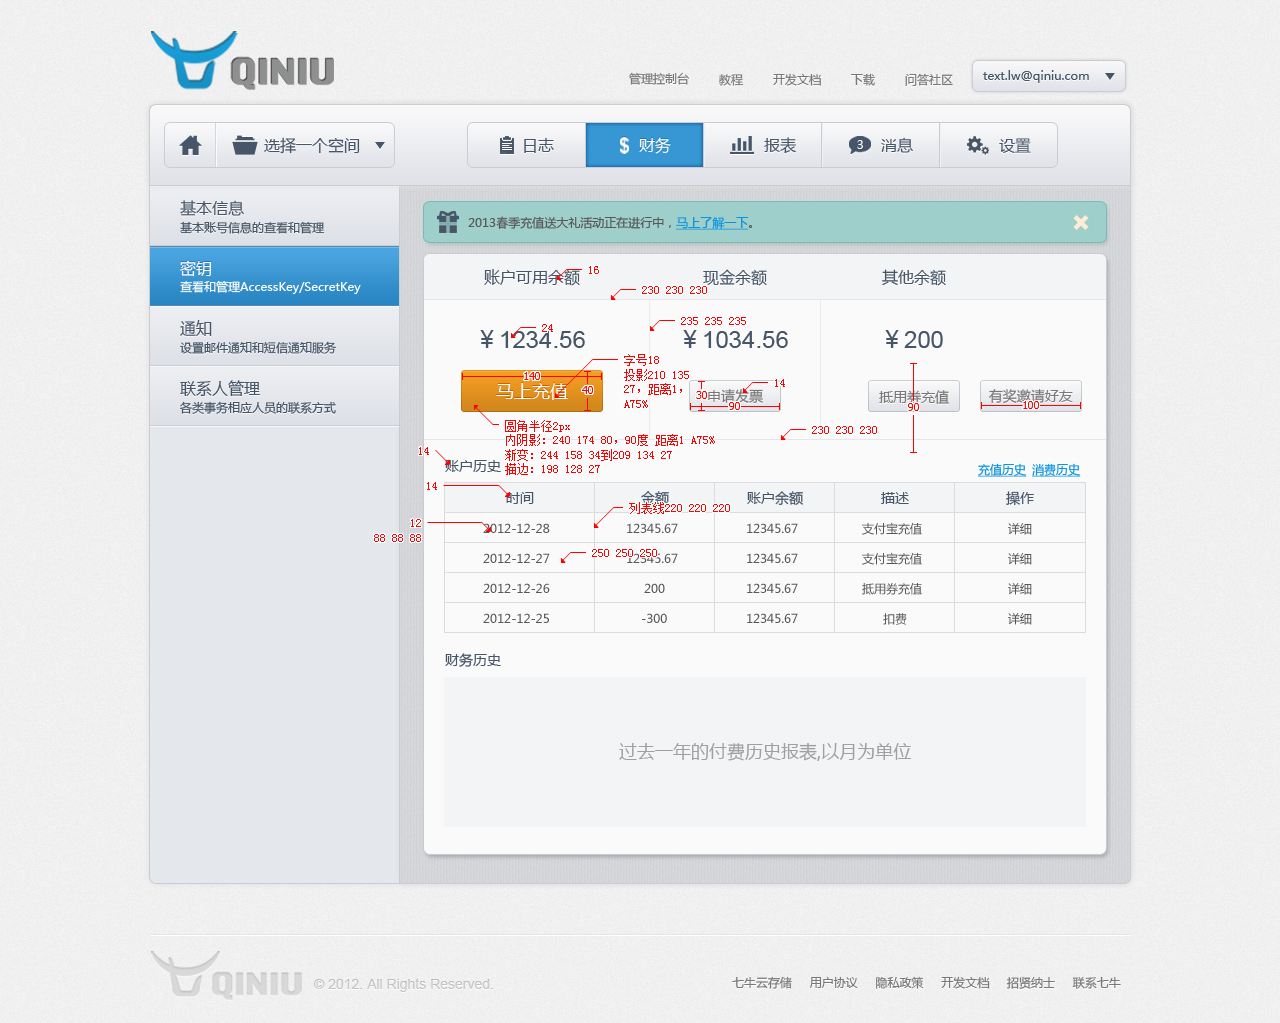 QINIU
管理控制台 教程 开发文档 下载 问答社区 text.lw@qiniu.com
选择一个空间 日志 $ 财务 报表 3 消息 设置
基本信息
基本账号信息的查看和管理
密钥
查看和管理AccessKey/SecretKey
通知
设置邮件通知和短信通知服务
联系人管理
各类事务相应人员的联系方式
2013春季充值送大礼活动正在进行中，马上了解一下。
账户可用余额 16 现金余额 其他余额
230 230 230
235 235 235
¥ 1234.56 24 ¥ 1034.56 ¥ 200
字号18
投影210 135
27，距离1，
A75%
140
马上充值 40
申请发票 14
30
90
抵用券充值
90
有奖邀请好友
100
圆角半径2px
内阴影：240 174 80，90度 距离1 A75%
渐变：244 158 34到209 134 27
描边：198 128 27
230 230 230
14
账户历史 充值历史 消费历史
14
时间 金额 账户余额 描述 操作
列表线220 220 220
12
88 88 88
2012-12-28 12345.67 12345.67 支付宝充值 详细
250 250 250
2012-12-27 12345.67 12345.67 支付宝充值 详细
2012-12-26 200 12345.67 抵用券充值 详细
2012-12-25 -300 12345.67 扣费 详细
财务历史
过去一年的付费历史报表,以月为单位
QINIU © 2012. All Rights Reserved.
七牛云存储 用户协议 隐私政策 开发文档 招贤纳士 联系七牛